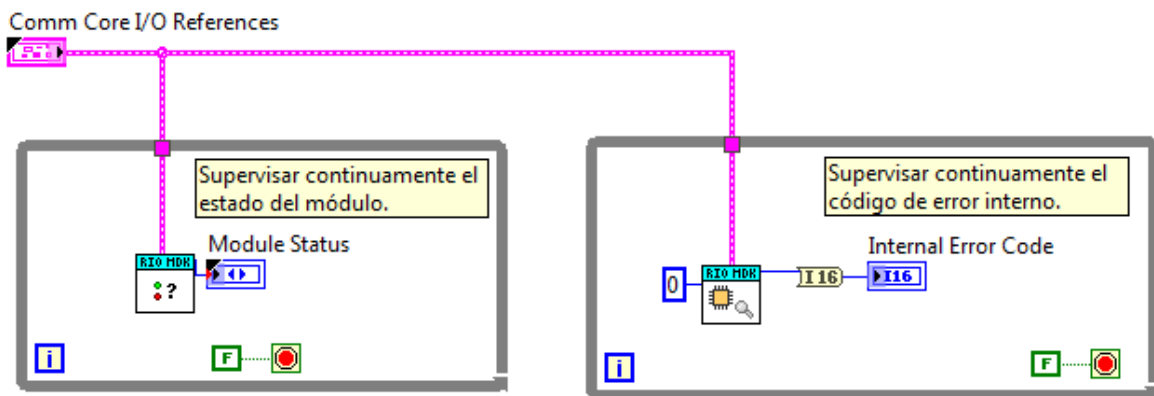 Comm Core I/O References
Supervisar continuamente el
estado del módulo.
Module Status
RIO MDK
?
i
F
Supervisar continuamente el
código de error interno.
Internal Error Code
0
RIO MDK
I16
I16
i
F